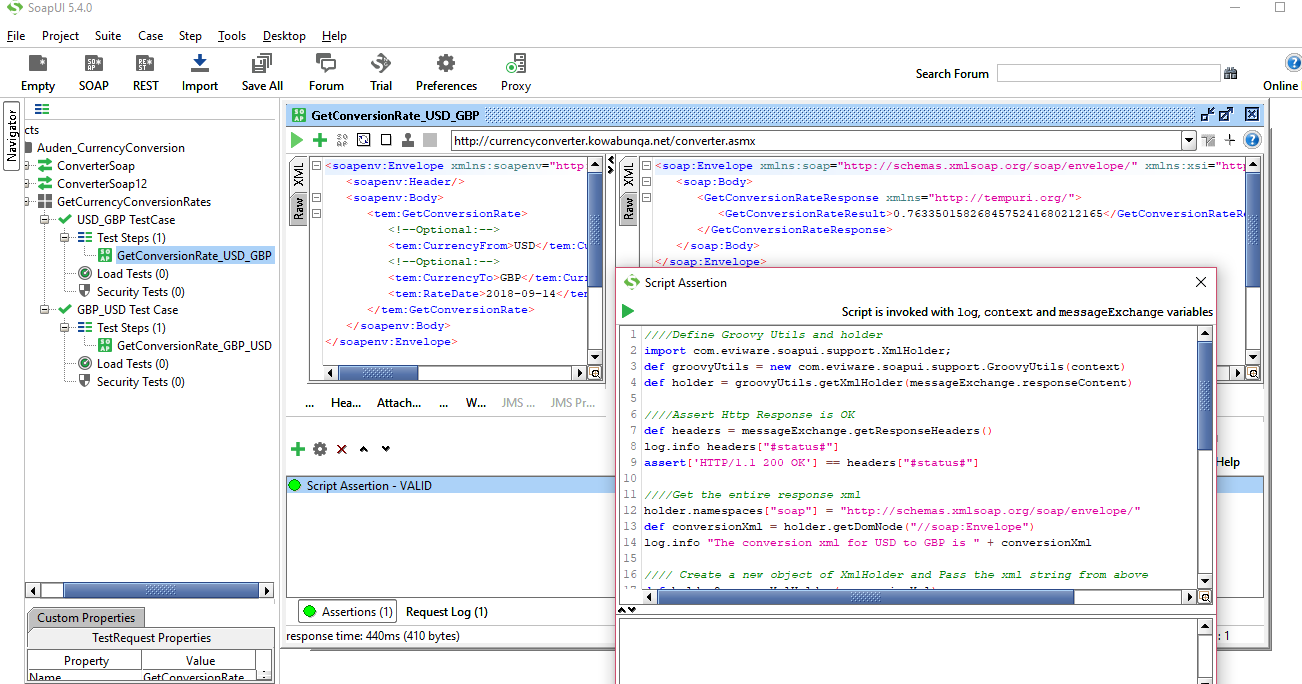 SoapUI 5.4.0
File Project Suite Case Step Tools Desktop Help
Empty SOAP REST Import Save All Forum Trial Preferences Proxy
Search Forum
Online
Navigator
cts
Auden_CurrencyConversion
ConverterSoap
ConverterSoap12
GetCurrencyConversionRates
USD_GBP TestCase
Test Steps (1)
GetConversionRate_USD_GBP
Load Tests (0)
Security Tests (0)
GBP_USD Test Case
Test Steps (1)
GetConversionRate_GBP_USD
Load Tests (0)
Security Tests (0)
Custom Properties
TestRequest Properties
Property Value
Name GetConversionRate
GetConversionRate_USD_GBP
http://currencyconverter.kowabunga.net/converter.asmx
XML
Raw
<soapenv:Envelope xmlns:soapenv="http
<soapenv:Header/>
<soapenv:Body>
<tem:GetConversionRate>
<!--Optional:-->
<tem:CurrencyFrom>USD</tem:Cu
<!--Optional:-->
<tem:CurrencyTo>GBP</tem:Curr
<tem:RateDate>2018-09-14</tem
</tem:GetConversionRate>
</soapenv:Body>
</soapenv:Envelope>
XML
Raw
<soap:Envelope xmlns:soap="http://schemas.xmlsoap.org/soap/envelope/" xmlns:xsi="http
<soap:Body>
<GetConversionRateResponse xmlns="http://tempuri.org/">
<GetConversionRateResult>0.7633501582684575241680212165</GetConversionRateRe
</GetConversionRateResponse>
</soap:Body>
</soap:Envelope>
... Hea... Attach... ... W... JMS ... JMS Pr...
Script Assertion - VALID
Assertions (1) Request Log (1)
response time: 440ms (410 bytes)
Help
: 1
Script Assertion
Script is invoked with log, context and messageExchange variables
1 ////Define Groovy Utils and holder
2 import com.eviware.soapui.support.XmlHolder;
3 def groovyUtils = new com.eviware.soapui.support.GroovyUtils(context)
4 def holder = groovyUtils.getXmlHolder(messageExchange.responseContent)
5
6 ////Assert Http Response is OK
7 def headers = messageExchange.getResponseHeaders()
8 log.info headers["#status#"]
9 assert['HTTP/1.1 200 OK'] == headers["#status#"]
10
11 ////Get the entire response xml
12 holder.namespaces["soap"] = "http://schemas.xmlsoap.org/soap/envelope/"
13 def conversionXml = holder.getDomNode("//soap:Envelope")
14 log.info "The conversion xml for USD to GBP is " + conversionXml
15
16 //// Create a new object of XmlHolder and Pass the xml string from above